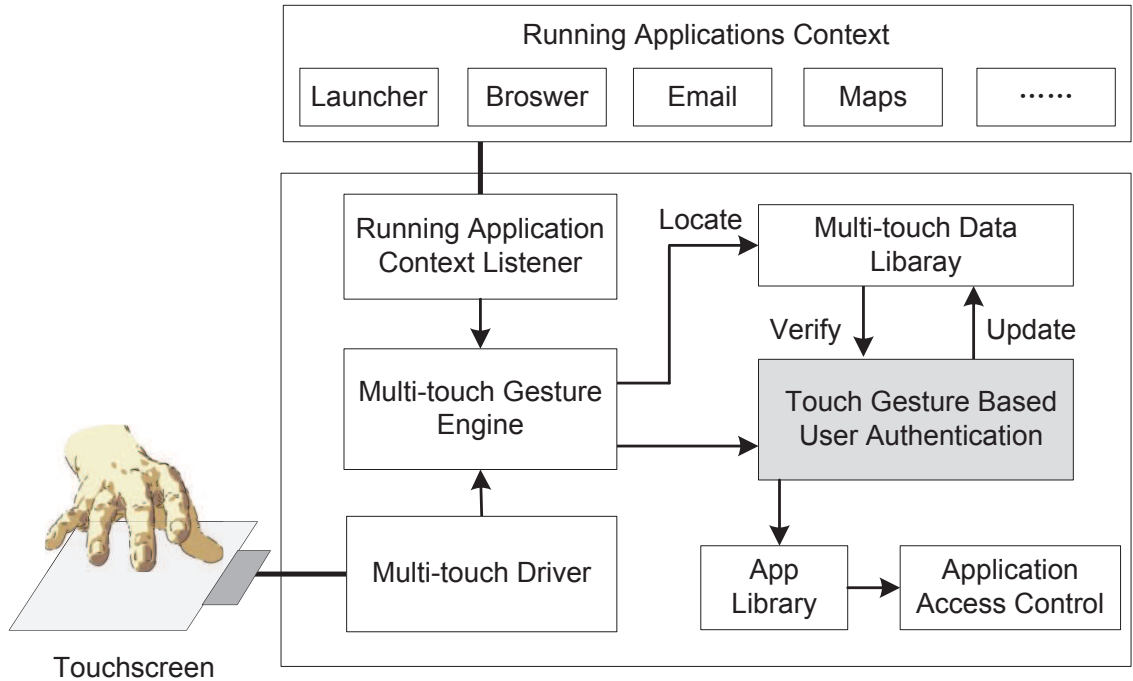 Running Applications Context
Launcher
Broswer
Email
Maps
……
Running Application
Context Listener
Locate
Multi-touch Data
Libaray
Verify
Update
Multi-touch Gesture
Engine
Touch Gesture Based
User Authentication
Multi-touch Driver
App
Library
Application
Access Control
Touchscreen